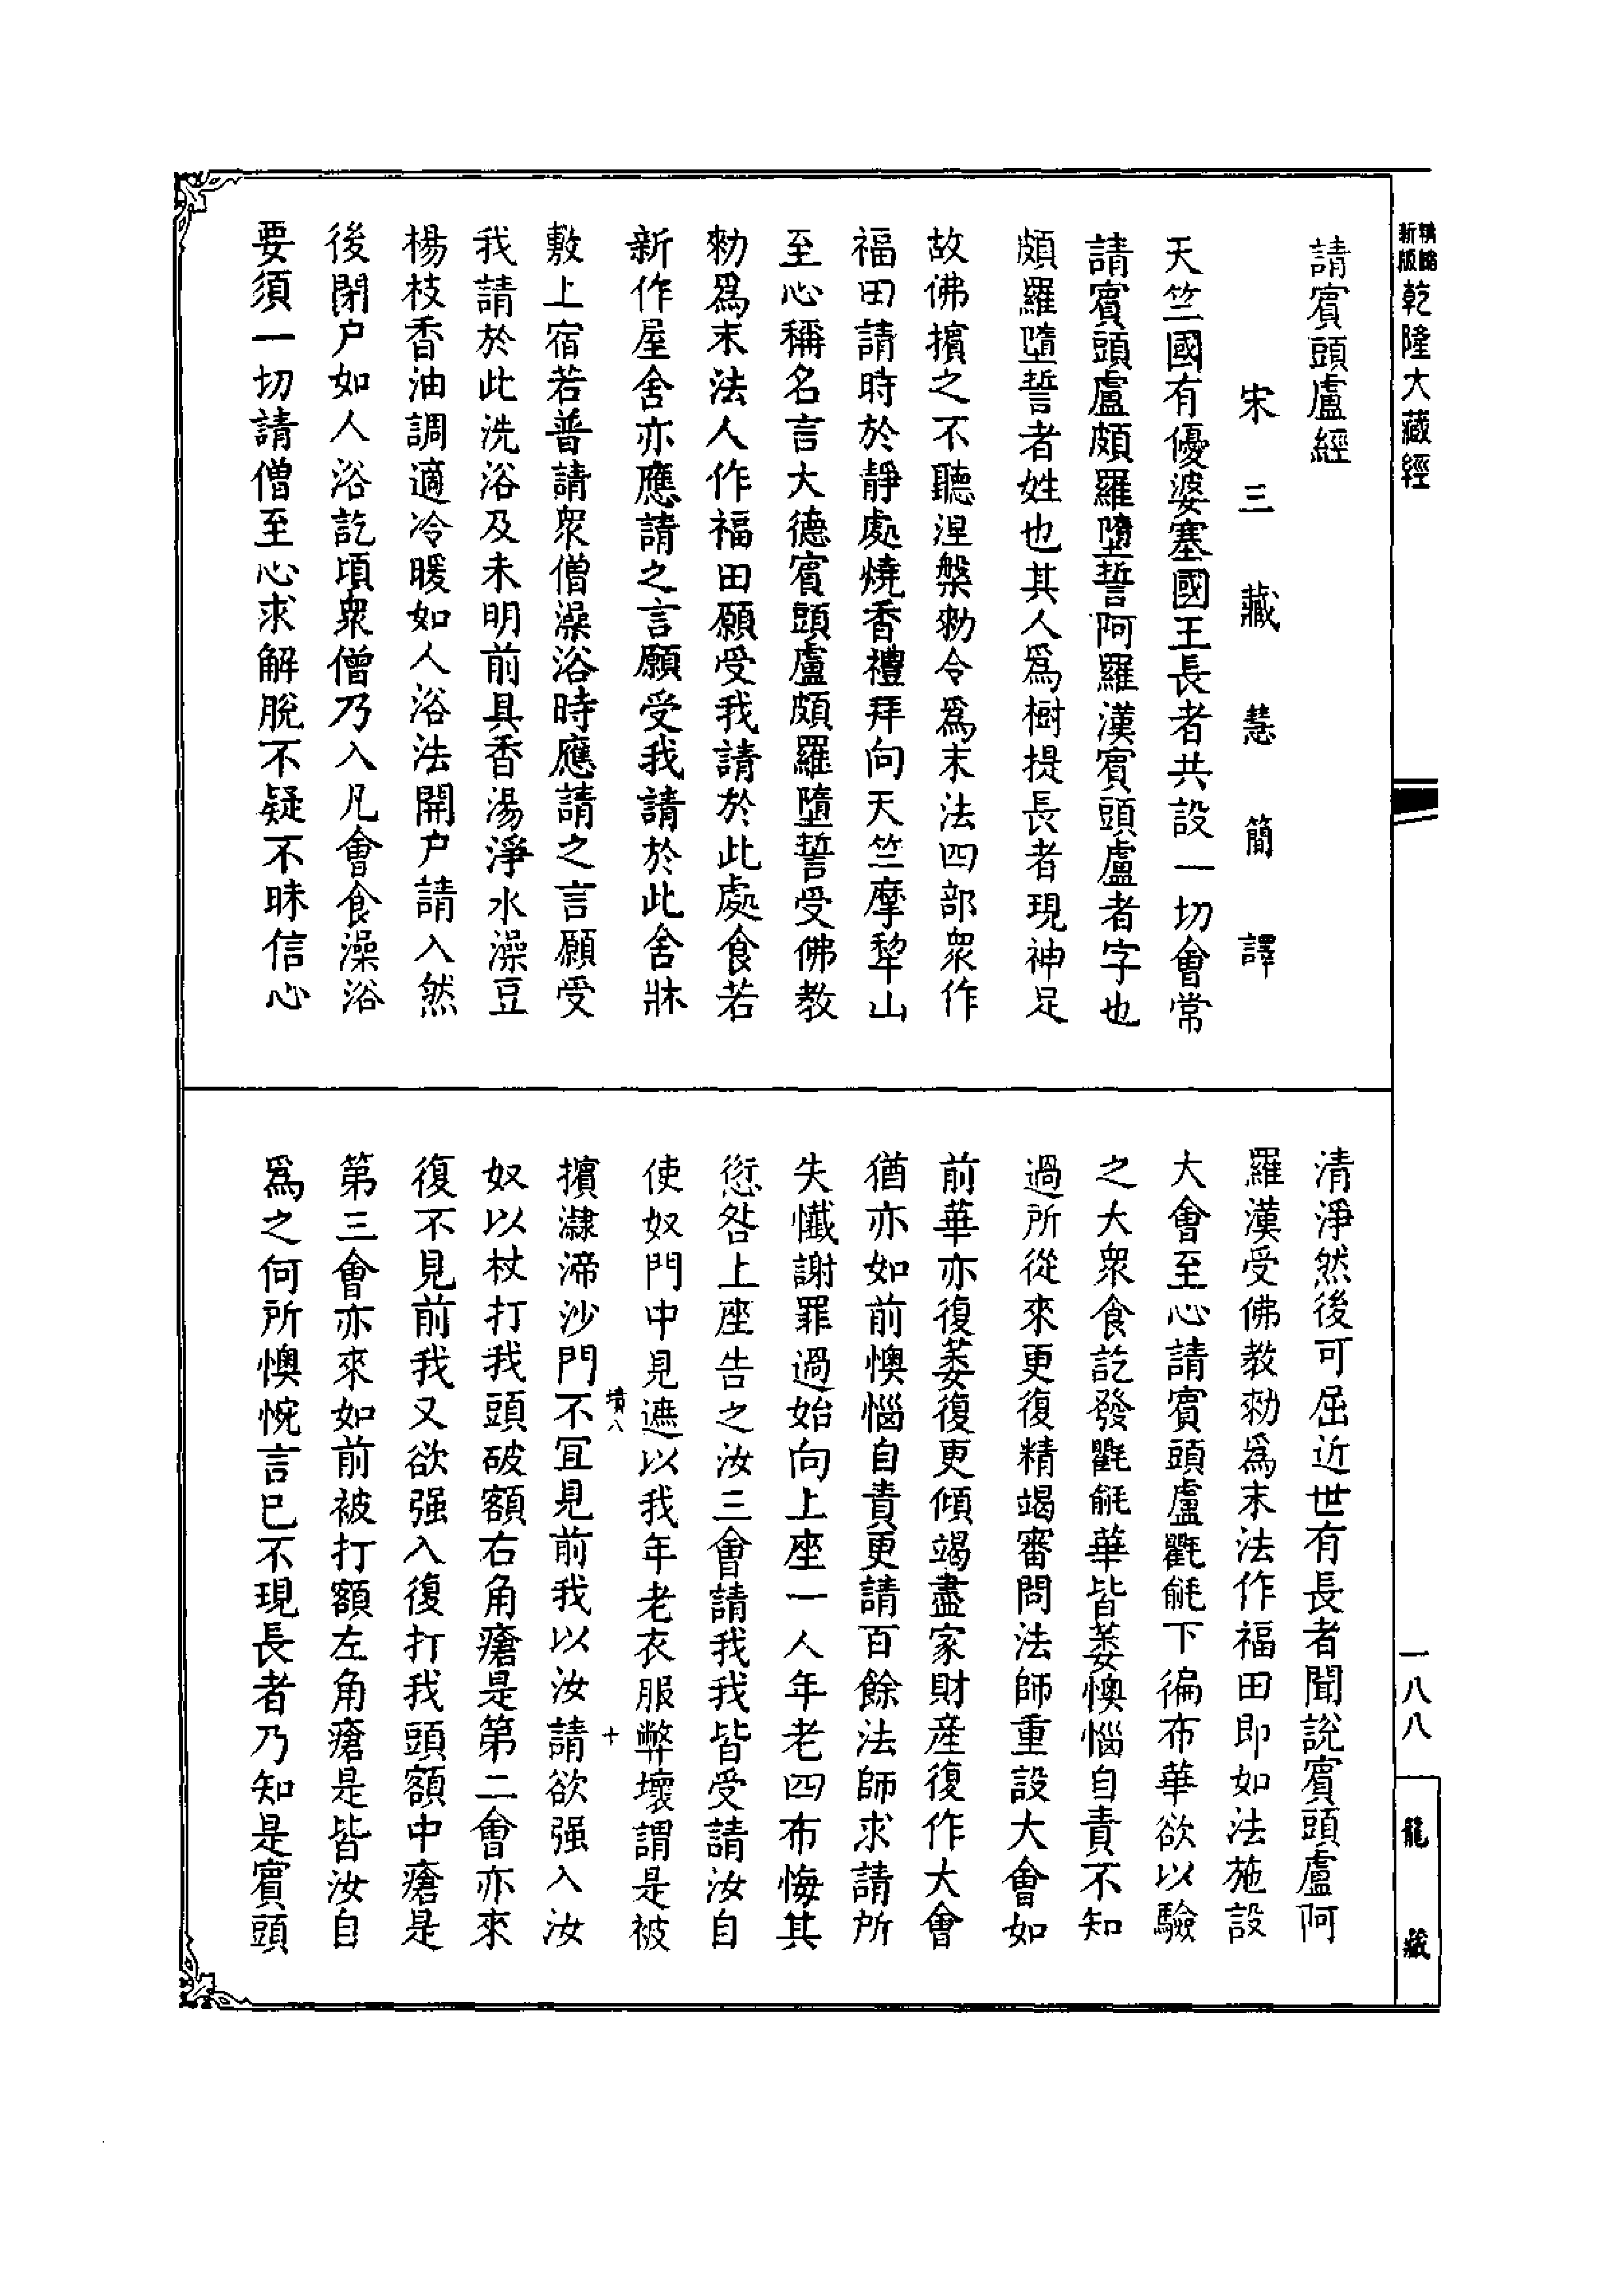 精縮
新版
乾隆大藏經
請賓頭盧經
宋三藏慧簡譯
天竺國有優婆塞國王長者共設一切會常
請賓頭盧頗羅墮誓阿羅漢賓頭盧者字也
頗羅墮誓者姓也其人爲樹提長者現神足
故佛擯之不聽涅槃勑令爲末法四部衆作
福田請時於靜處燒香禮拜向天竺摩犂山
至心稱名言大德賓頭盧頗羅墮誓受佛教
勑爲末法人作福田願受我請於此處食若
新作屋舍亦應請之言願受我請於此舍牀
敷上宿若普請衆僧澡浴時應請之言願受
我請於此洗浴及未明前具香湯淨水澡豆
楊枝香油調適冷暖如人浴法開户請入然
後閉户如人浴訖頃衆僧乃入凡會食澡浴
要須一切請僧至心求解脫不疑不昧信心
清淨然後可屈近世有長者聞說賓頭盧阿
羅漢受佛教勑爲末法作福田即如法施設
大會至心請賓頭盧氍毹下徧布華欲以驗
之大衆食訖發氍毹華皆萎懊惱自責不知
過所從來更復精竭審問法師重設大會如
前華亦復萎復更傾竭盡家財産復作大會
猶亦如前懊惱自責更請百餘法師求請所
失懺謝罪過始向上座一人年老四布悔其
愆咎上座告之汝三會請我我皆受請汝自
使奴門中見遮以我年老衣服弊壞謂是被
墳八
十
擯㴖渧沙門不冝見前我以汝請欲强入汝
奴以杖打我頭破額右角瘡是第二會亦來
復不見前我又欲强入復打我頭額中瘡是
第三會亦來如前被打額左角瘡是皆汝自
爲之何所懊惋言已不現長者乃知是賓頭
一八八
龍藏